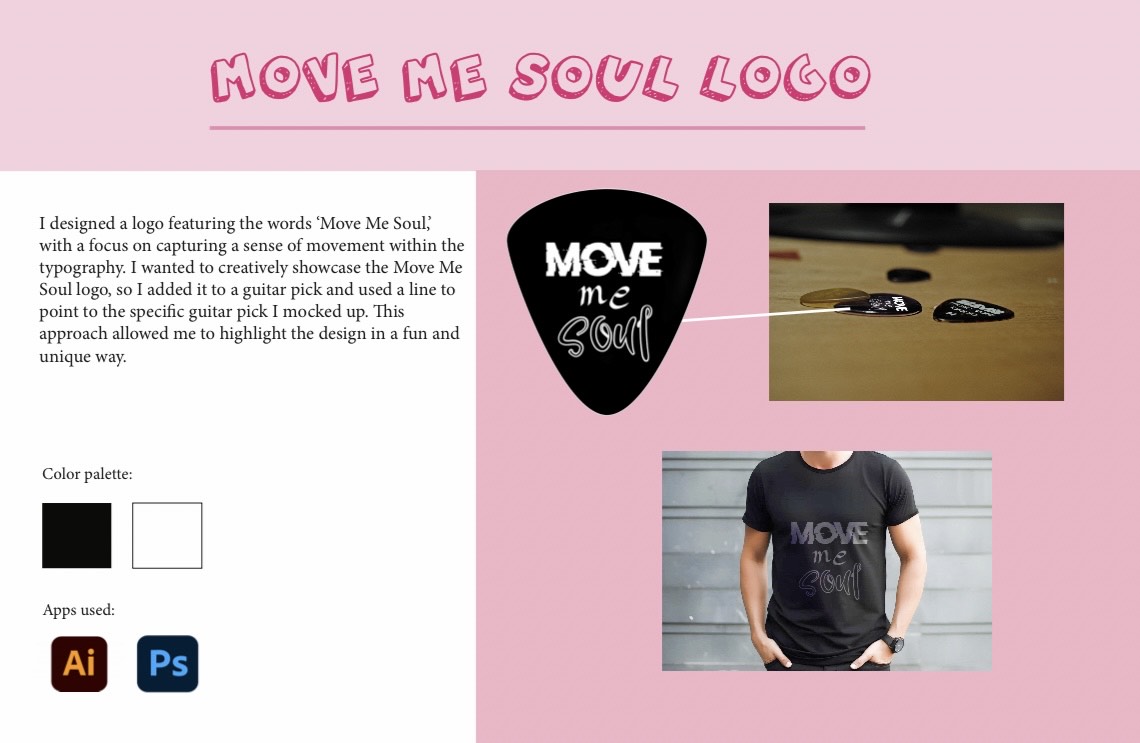 MOVE ME SOUL LOGO
I designed a logo featuring the words ‘Move Me Soul,’
with a focus on capturing a sense of movement within the
typography. I wanted to creatively showcase the Move Me
Soul logo, so I added it to a guitar pick and used a line to
point to the specific guitar pick I mocked up. This
approach allowed me to highlight the design in a fun and
unique way.
Color palette:
Apps used:
Ai Ps
MOVE
me
soul
MOVE
MOVE
me
soul